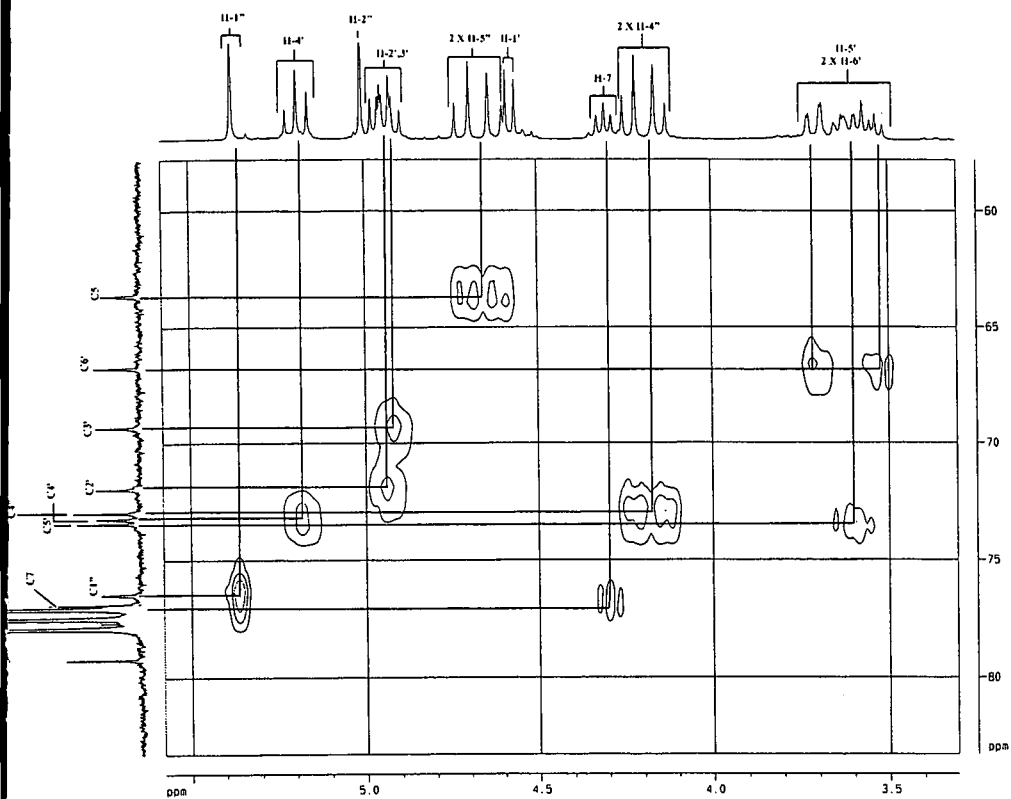 H-1"
H-4'
H-2"
H-2',3'
2 X H-5"
H-1'
H-7
2 X H-4"
H-5'
2 X H-6'
C5
C6'
C3'
C2'
C4'
C5'
C7
C1"
60
65
70
75
80
ppm
ppm
5.0
4.5
4.0
3.5